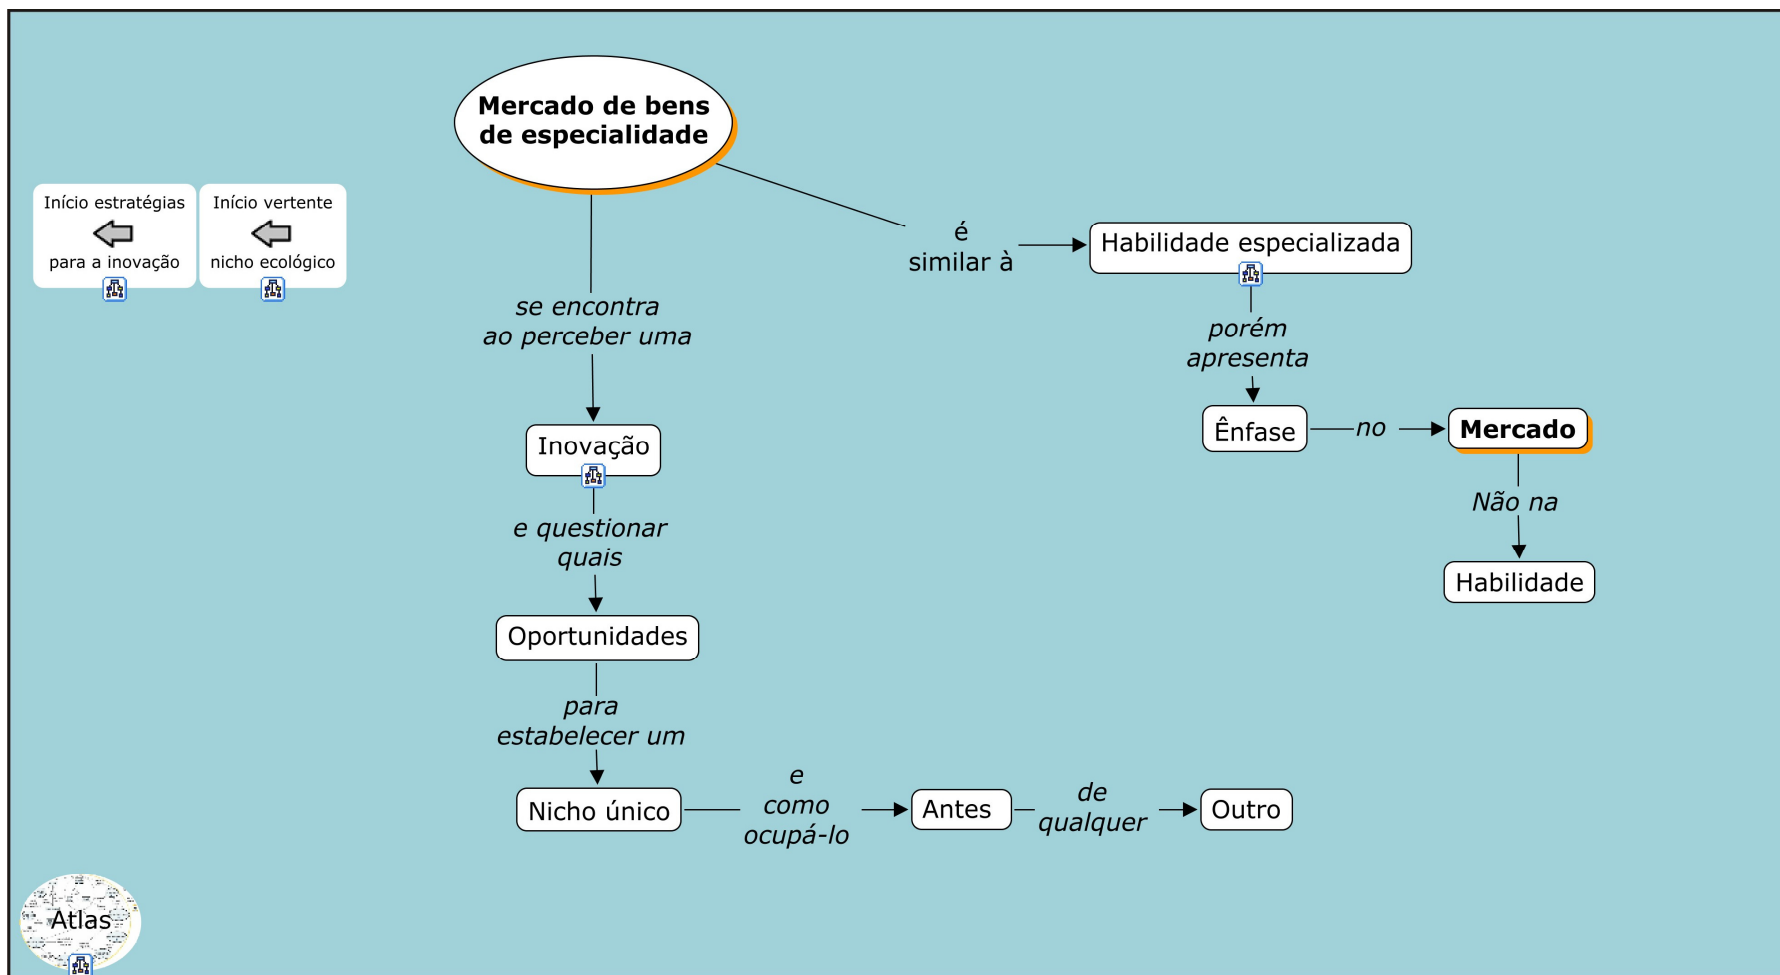 Mercado de bens
de especialidade
Início estratégias
para a inovação
Início vertente
nicho ecológico
é
similar à
Habilidade especializada
porém
apresenta
Ênfase
no
Mercado
Não na
Habilidade
se encontra
ao perceber uma
Inovação
e questionar
quais
Oportunidades
para
estabelecer um
Nicho único
e
como
ocupá-lo
Antes
de
qualquer
Outro
Atlas